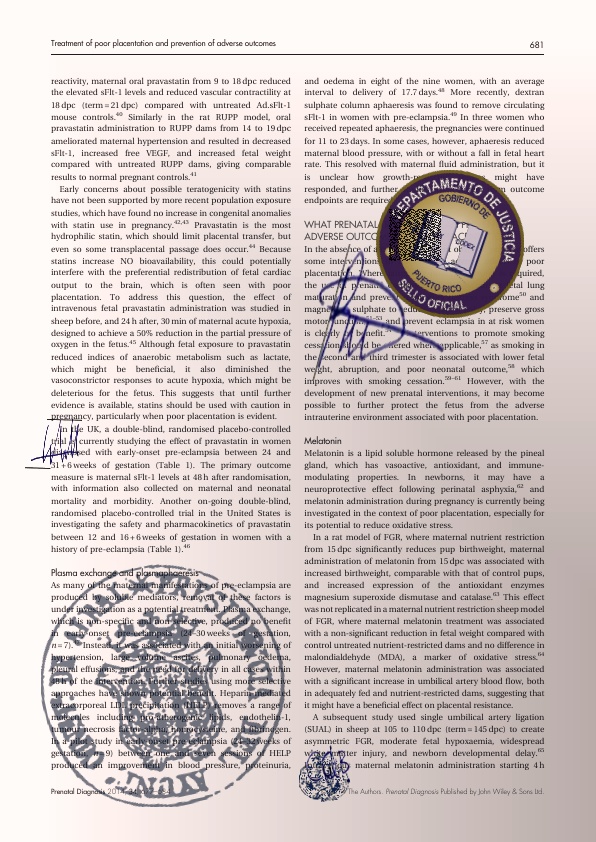 Treatment of poor placentation and prevention of adverse outcomes
681
reactivity, maternal oral pravastatin from 9 to 18 dpc reduced
the elevated sFlt-1 levels and reduced vascular contractility at
18 dpc (term = 21 dpc) compared with untreated Ad.sFlt-1
mouse controls.40 Similarly in the rat RUPP model, oral
pravastatin administration to RUPP dams from 14 to 19 dpc
ameliorated maternal hypertension and resulted in decreased
sFlt-1, increased free VEGF, and increased fetal weight
compared with untreated RUPP dams, giving comparable
results to normal pregnant controls.41
Early concerns about possible teratogenicity with statins
have not been supported by more recent population exposure
studies, which have found no increase in congenital anomalies
with statin use in pregnancy.42,43 Pravastatin is the most
hydrophilic statin, which should limit placental transfer, but
even so some transplacental passage does occur.44 Because
statins increase NO bioavailability, this could potentially
interfere with the preferential redistribution of fetal cardiac
output to the brain, which is often seen with poor
placentation. To address this question, the effect of
intravenous fetal pravastatin administration was studied in
sheep before, and 24 h after, 30 min of maternal acute hypoxia,
designed to achieve a 50% reduction in the partial pressure of
oxygen in the fetus.45 Although fetal exposure to pravastatin
reduced indices of anaerobic metabolism such as lactate,
which might be beneficial, it also diminished the
vasoconstrictor responses to acute hypoxia, which might be
deleterious for the fetus. This suggests that until further
evidence is available, statins should be used with caution in
pregnancy, particularly when poor placentation is evident.
In the UK, a double-blind, randomised placebo-controlled
trial is currently studying the effect of pravastatin in women
diagnosed with early-onset pre-eclampsia between 24 and
31 + 6 weeks of gestation (Table 1). The primary outcome
measure is maternal sFlt-1 levels at 48 h after randomisation,
with information also collected on maternal and neonatal
mortality and morbidity. Another on-going double-blind,
randomised placebo-controlled trial in the United States is
investigating the safety and pharmacokinetics of pravastatin
between 12 and 16 + 6 weeks of gestation in women with a
history of pre-eclampsia (Table 1).46
Plasma exchange and plasmapheresis
As many of the maternal manifestations of pre-eclampsia are
produced by soluble mediators, removal of these factors is
under investigation as a potential treatment. Plasma exchange,
which is non-specific and non-selective, produced no benefit
in early-onset pre-eclampsia (24–30 weeks of gestation,
n = 7).47 Instead, it was associated with an initial worsening of
hypertension, large volume ascites, pulmonary oedema,
pleural effusions, and the need for delivery in all cases within
48 h of the intervention. Further studies using more selective
approaches have shown potential benefit. Heparin-mediated
extracorporeal LDL precipitation (HELP) removes a range of
molecules including pro-atherogenic lipids, endothelin-1,
tumour necrosis factor alpha, homocysteine, and fibrinogen.
In a pilot study in early onset pre-eclampsia (24–32 weeks of
gestation, n = 9) between one and seven sessions of HELP
produced an improvement in blood pressure, proteinuria,
and oedema in eight of the nine women, with an average
interval to delivery of 17.7 days.48 More recently, dextran
sulphate column aphaeresis was found to remove circulating
sFlt-1 in women with pre-eclampsia.49 In three women who
received repeated aphaeresis, the pregnancies were continued
for 11 to 23 days. In some cases, however, aphaeresis reduced
maternal blood pressure, with or without a fall in fetal heart
rate. This resolved with maternal fluid administration, but it
is unclear how growth- might have
responded, and further on outcome
endpoints are require
WHAT PRENATAL
ADVERSE OUTCO
In the absence of a offers
some interventions poor
placentation. Where quired,
the use of prenatal fetal lung
maturation and preve ome50 and
magnesium sulphate to reduce preserve gross
motor function51–53 and prevent eclampsia in at risk women
is clearly benefi interventions to promote smoking
cessation should be offered where applicable,57 as smoking in
the second and third trimester is associated with lower fetal
weight, abruption, and poor neonatal outcome,58 which
improves with smoking cessation.59–61 However, with the
development of new prenatal interventions, it may become
possible to further protect the fetus from the adverse
intrauterine environment associated with poor placentation.
DEPARTAMENTO DE JUSTICIA
GOBIERNO DE
PUERTO RICO
SELLO OFICIAL
CODEX
Melatonin
Melatonin is a lipid soluble hormone released by the pineal
gland, which has vasoactive, antioxidant, and immune-
modulating properties. In newborns, it may have a
neuroprotective effect following perinatal asphyxia,62 and
melatonin administration during pregnancy is currently being
investigated in the context of poor placentation, especially for
its potential to reduce oxidative stress.
In a rat model of FGR, where maternal nutrient restriction
from 15 dpc significantly reduces pup birthweight, maternal
administration of melatonin from 15 dpc was associated with
increased birthweight, comparable with that of control pups,
and increased expression of the antioxidant enzymes
magnesium superoxide dismutase and catalase.63 This effect
was not replicated in a maternal nutrient restriction sheep model
of FGR, where maternal melatonin treatment was associated
with a non-significant reduction in fetal weight compared with
control untreated nutrient-restricted dams and no difference in
malondialdehyde (MDA), a marker of oxidative stress.64
However, maternal melatonin administration was associated
with a significant increase in umbilical artery blood flow, both
in adequately fed and nutrient-restricted dams, suggesting that
it might have a beneficial effect on placental resistance.
A subsequent study used single umbilical artery ligation
(SUAL) in sheep at 105 to 110 dpc (term = 145 dpc) to create
asymmetric FGR, moderate fetal hypoxaemia, widespread
white matter injury, and newborn developmental delay.65
maternal melatonin administration starting 4 h
Prenatal Diagnosis 2014
The Authors. Prenatal Diagnosis Published by John Wiley & Sons Ltd.